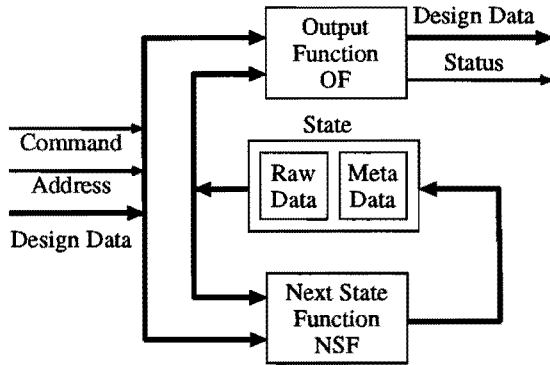 Output
Function
OF
Design Data
Status
Command
Address
Design Data
State
Raw
Data
Meta
Data
Next State
Function
NSF